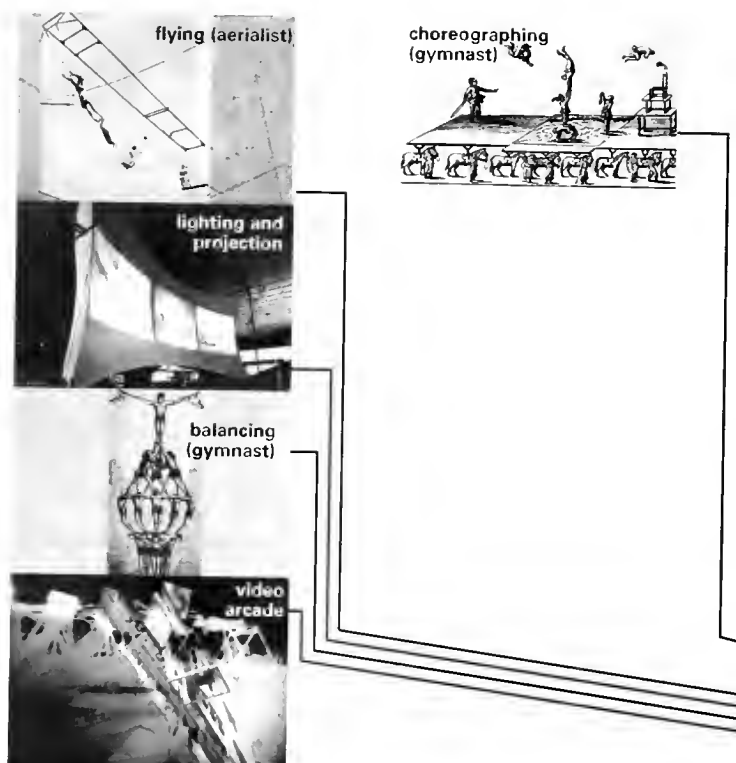 flying (aerialist)
choreographing
(gymnast)
lighting and
projection
balancing
(gymnast)
video
arcade